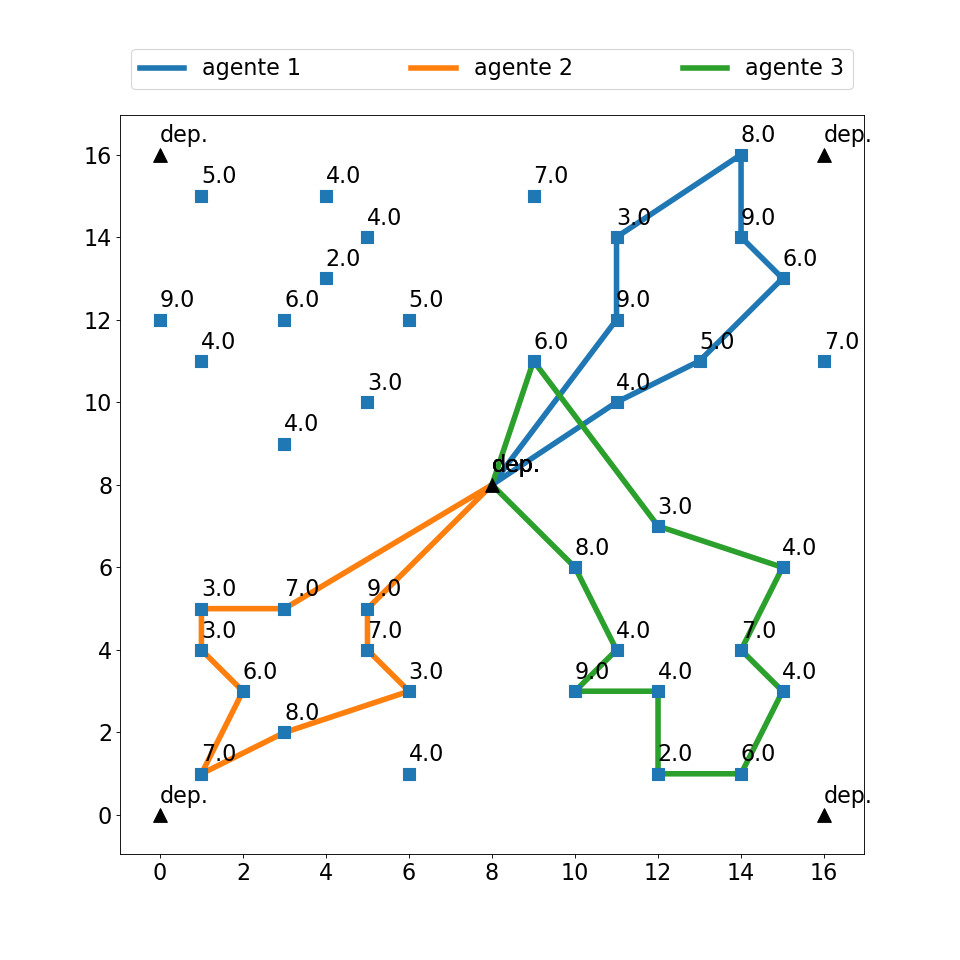 agente 1 agente 2 agente 3
dep. 8.0 dep.
16
5.0 4.0 7.0
4.0 3.0 9.0
14
2.0 6.0
9.0 6.0 5.0 9.0
12
4.0 6.0 5.0 7.0
3.0 4.0
10
4.0
dep.
8
3.0
8.0 4.0
6
3.0 7.0 9.0
3.0 7.0 4.0 7.0
4
6.0 3.0 9.0 4.0 4.0
8.0
2
7.0 4.0 2.0 6.0
dep. dep.
0
0 2 4 6 8 10 12 14 16